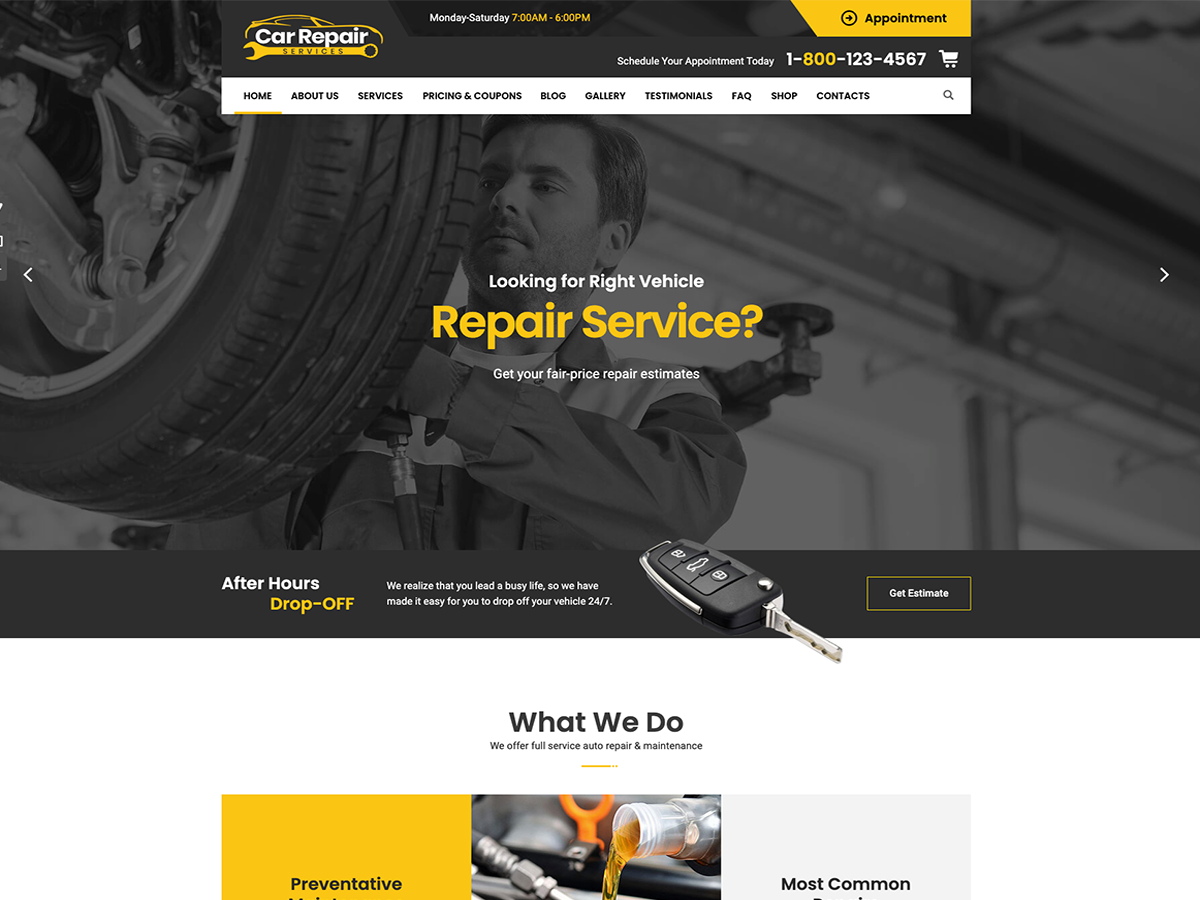 Monday-Saturday 7:00AM - 6:00PM
Appointment
Car Repair
SERVICES
Schedule Your Appointment Today 1-800-123-4567
HOME ABOUT US SERVICES PRICING & COUPONS BLOG GALLERY TESTIMONIALS FAQ SHOP CONTACTS
Looking for Right Vehicle
Repair Service?
Get your fair-price repair estimates
After Hours
Drop-OFF
We realize that you lead a busy life, so we have
made it easy for you to drop off your vehicle 24/7.
Get Estimate
What We Do
We offer full service auto repair & maintenance
Preventative
Most Common